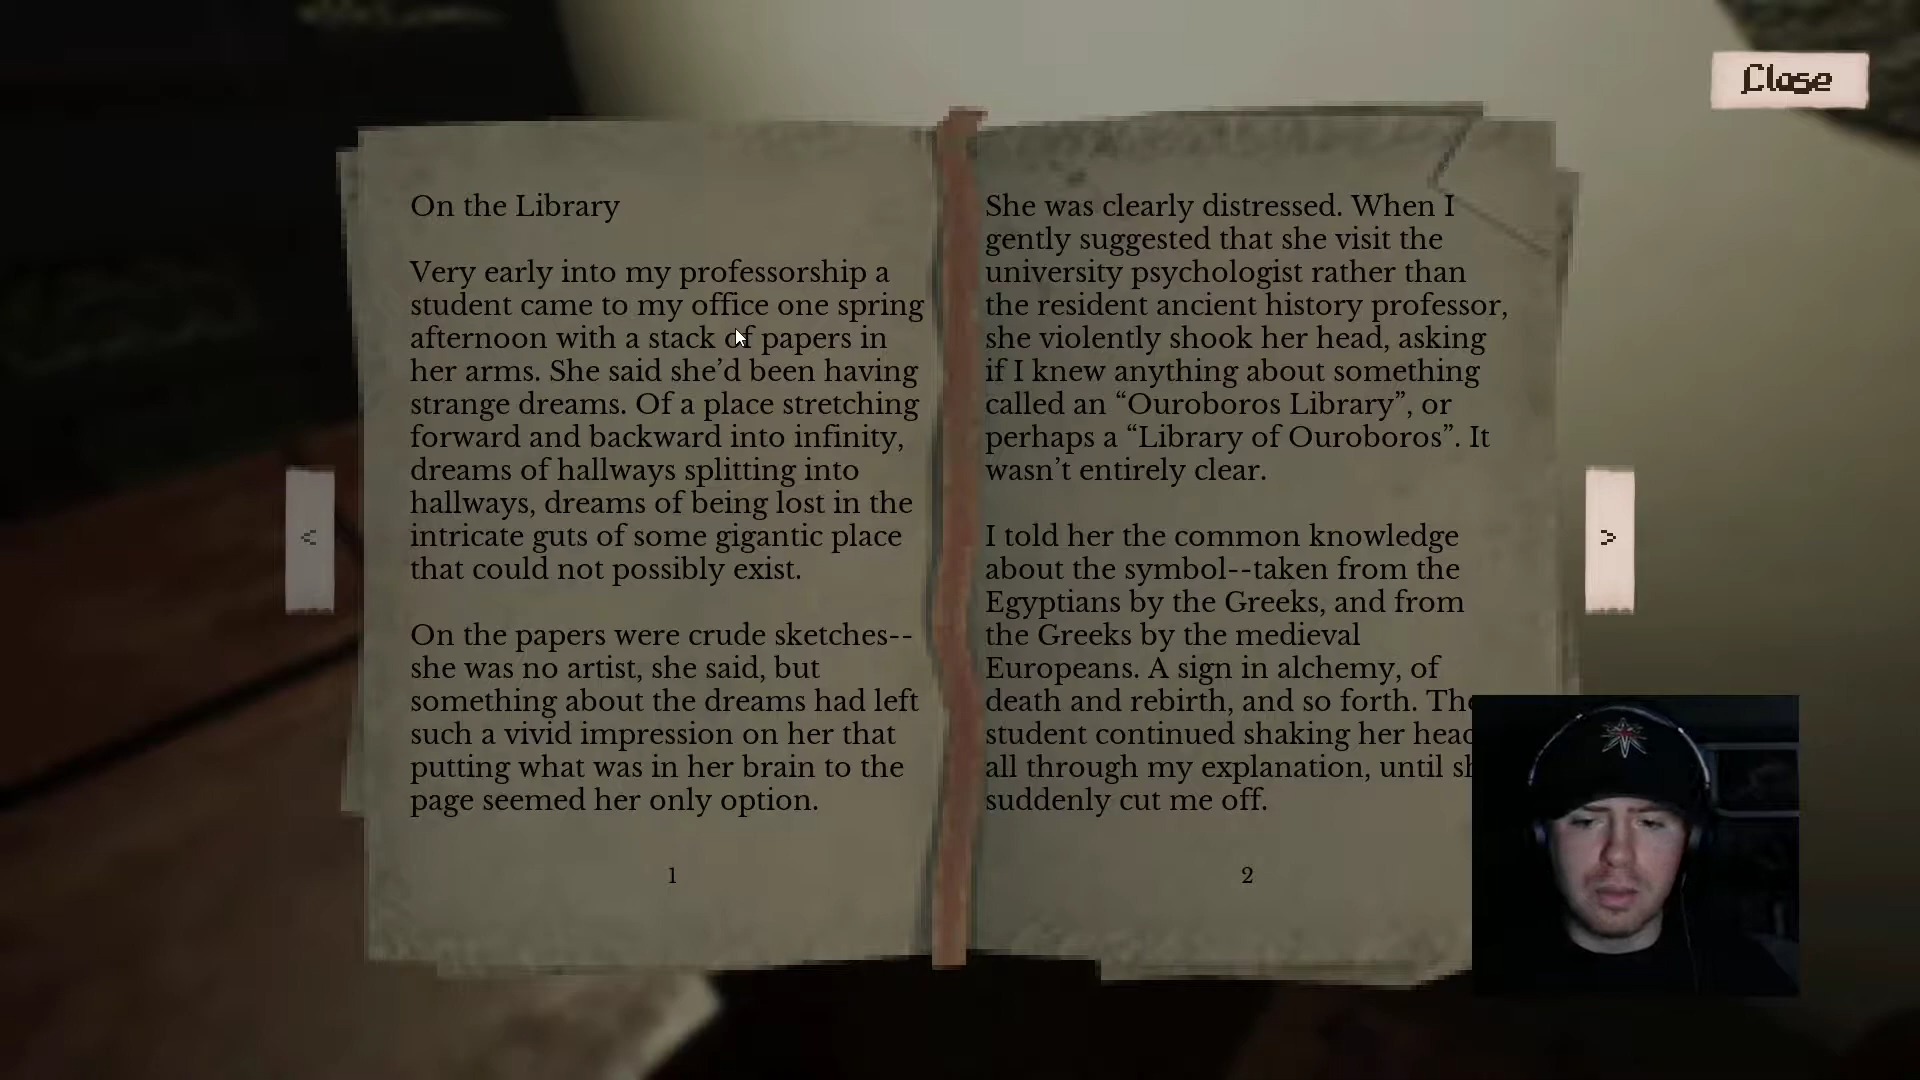 Close
On the Library
Very early into my professorship a
student came to my office one spring
afternoon with a stack of papers in
her arms. She said she’d been having
strange dreams. Of a place stretching
forward and backward into infinity,
dreams of hallways splitting into
hallways, dreams of being lost in the
intricate guts of some gigantic place
that could not possibly exist.
On the papers were crude sketches--
she was no artist, she said, but
something about the dreams had left
such a vivid impression on her that
putting what was in her brain to the
page seemed her only option.
1
She was clearly distressed. When I
gently suggested that she visit the
university psychologist rather than
the resident ancient history professor,
she violently shook her head, asking
if I knew anything about something
called an “Ouroboros Library”, or
perhaps a “Library of Ouroboros”. It
wasn’t entirely clear.
I told her the common knowledge
about the symbol--taken from the
Egyptians by the Greeks, and from
the Greeks by the medieval
Europeans. A sign in alchemy, of
death and rebirth, and so forth. The
student continued shaking her head
all through my explanation, until
suddenly cut me off.
2
<
>